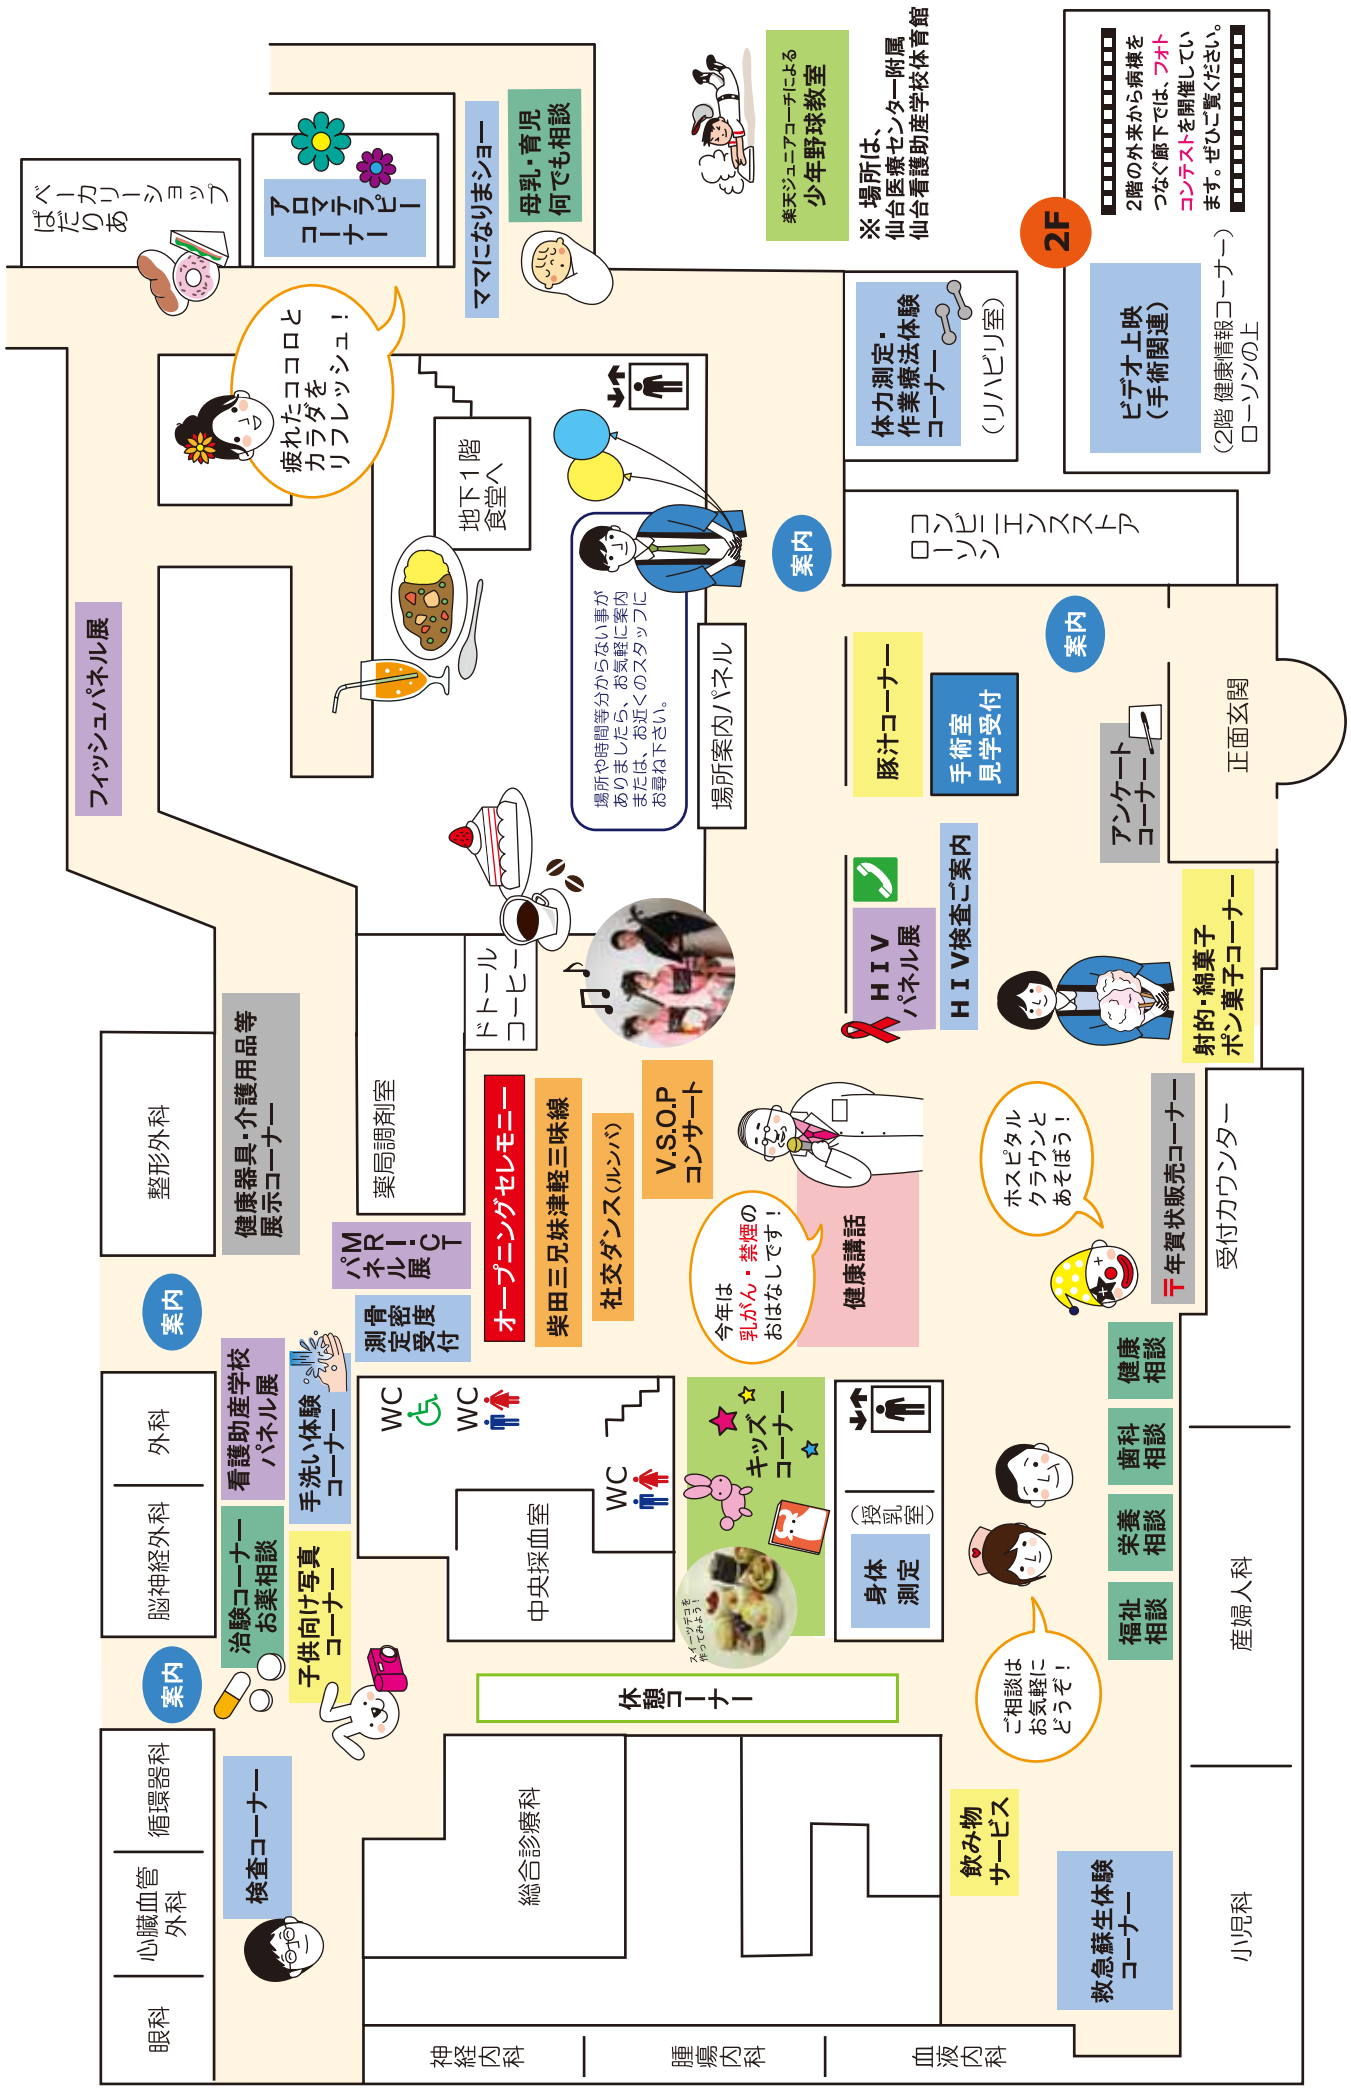 眼科
心臓血管
外科
循環器科
脳神経外科
外科
整形外科
案内
案内
検査コーナー
治験コーナー
お薬相談
看護助産学校
パネル展
子供向け写真
コーナー
手洗い体験
コーナー
健康器具・介護用品等
展示コーナー
フィッシュパネル展
ベーカリーショップ
ぱだりあ
アロマテラピー
コーナー
疲れたココロと
カラダを
リフレッシュ！
ママになりまショー
母乳・育児
何でも相談
骨密度
測定受付
MRI・CT
パネル展
薬局調剤室
ドトール
コーヒー
地下1階
食堂へ
場所や時間等分からない事が
ありましたら、お気軽に案内
または、お近くのスタッフに
お尋ね下さい。
場所案内パネル
案内
オープニングセレモニー
柴田三兄妹津軽三味線
社交ダンス(ルンバ)
V.S.O.P
コンサート
WC
WC
WC
中央採血室
総合診療科
神経内科
腫瘍内科
血液内科
休憩コーナー
スイーツデコを
作ってみよう！
キッズ
コーナー
今年は
乳がん・禁煙の
おはなしです！
健康講話
身体
測定
(授乳室)
HIV
パネル展
HIV検査ご案内
豚汁コーナー
手術室
見学受付
案内
アンケート
コーナー
正面玄関
射的・綿菓子
ポン菓子コーナー
ホスピタル
クラウンと
あそぼう！
〒年賀状販売コーナー
受付カウンター
健康
相談
歯科
相談
栄養
相談
福祉
相談
ご相談は
お気軽に
どうぞ！
飲み物
サービス
救急蘇生体験
コーナー
小児科
産婦人科
コンビニエンスストア
ローソン
体力測定・
作業療法体験
コーナー
(リハビリ室)
楽天ジュニアコーチによる
少年野球教室
※場所は、
仙台医療センター附属
仙台看護助産学校体育館
2F
ビデオ上映
(手術関連)
(2階 健康情報コーナー)
ローソンの上
2階の外来から病棟を
つなぐ廊下では、フォト
コンテストを開催してい
ます。ぜひご覧ください。